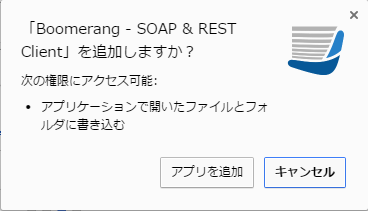 「Boomerang - SOAP & REST
Client」を追加しますか？
次の権限にアクセス可能:
• アプリケーションで開いたファイルとフォ
ルダに書き込む
アプリを追加
キャンセル